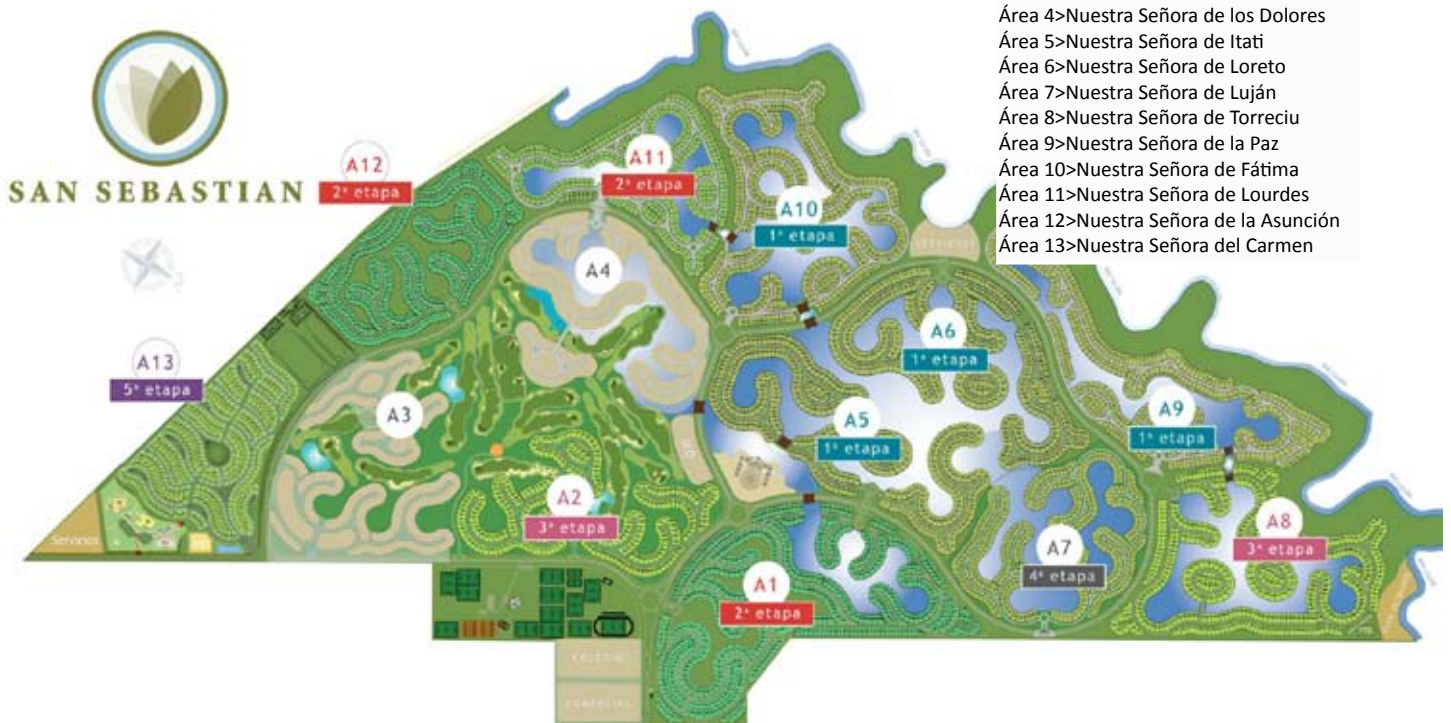 Área 4>Nuestra Señora de los Dolores
Área 5>Nuestra Señora de Itati
Área 6>Nuestra Señora de Loreto
Área 7>Nuestra Señora de Luján
Área 8>Nuestra Señora de Torreciu
Área 9>Nuestra Señora de la Paz
Área 10>Nuestra Señora de Fátima
Área 11>Nuestra Señora de Lourdes
Área 12>Nuestra Señora de la Asunción
Área 13>Nuestra Señora del Carmen
SAN SEBASTIAN
A12
2ª etapa
A11
2ª etapa
A10
1ª etapa
SERVICIOS
A4
A6
1ª etapa
A13
5ª etapa
A3
A5
1ª etapa
A9
1ª etapa
A2
3ª etapa
A8
3ª etapa
A7
4ª etapa
Servicios
A1
2ª etapa
COLEGIO
COMERCIAL